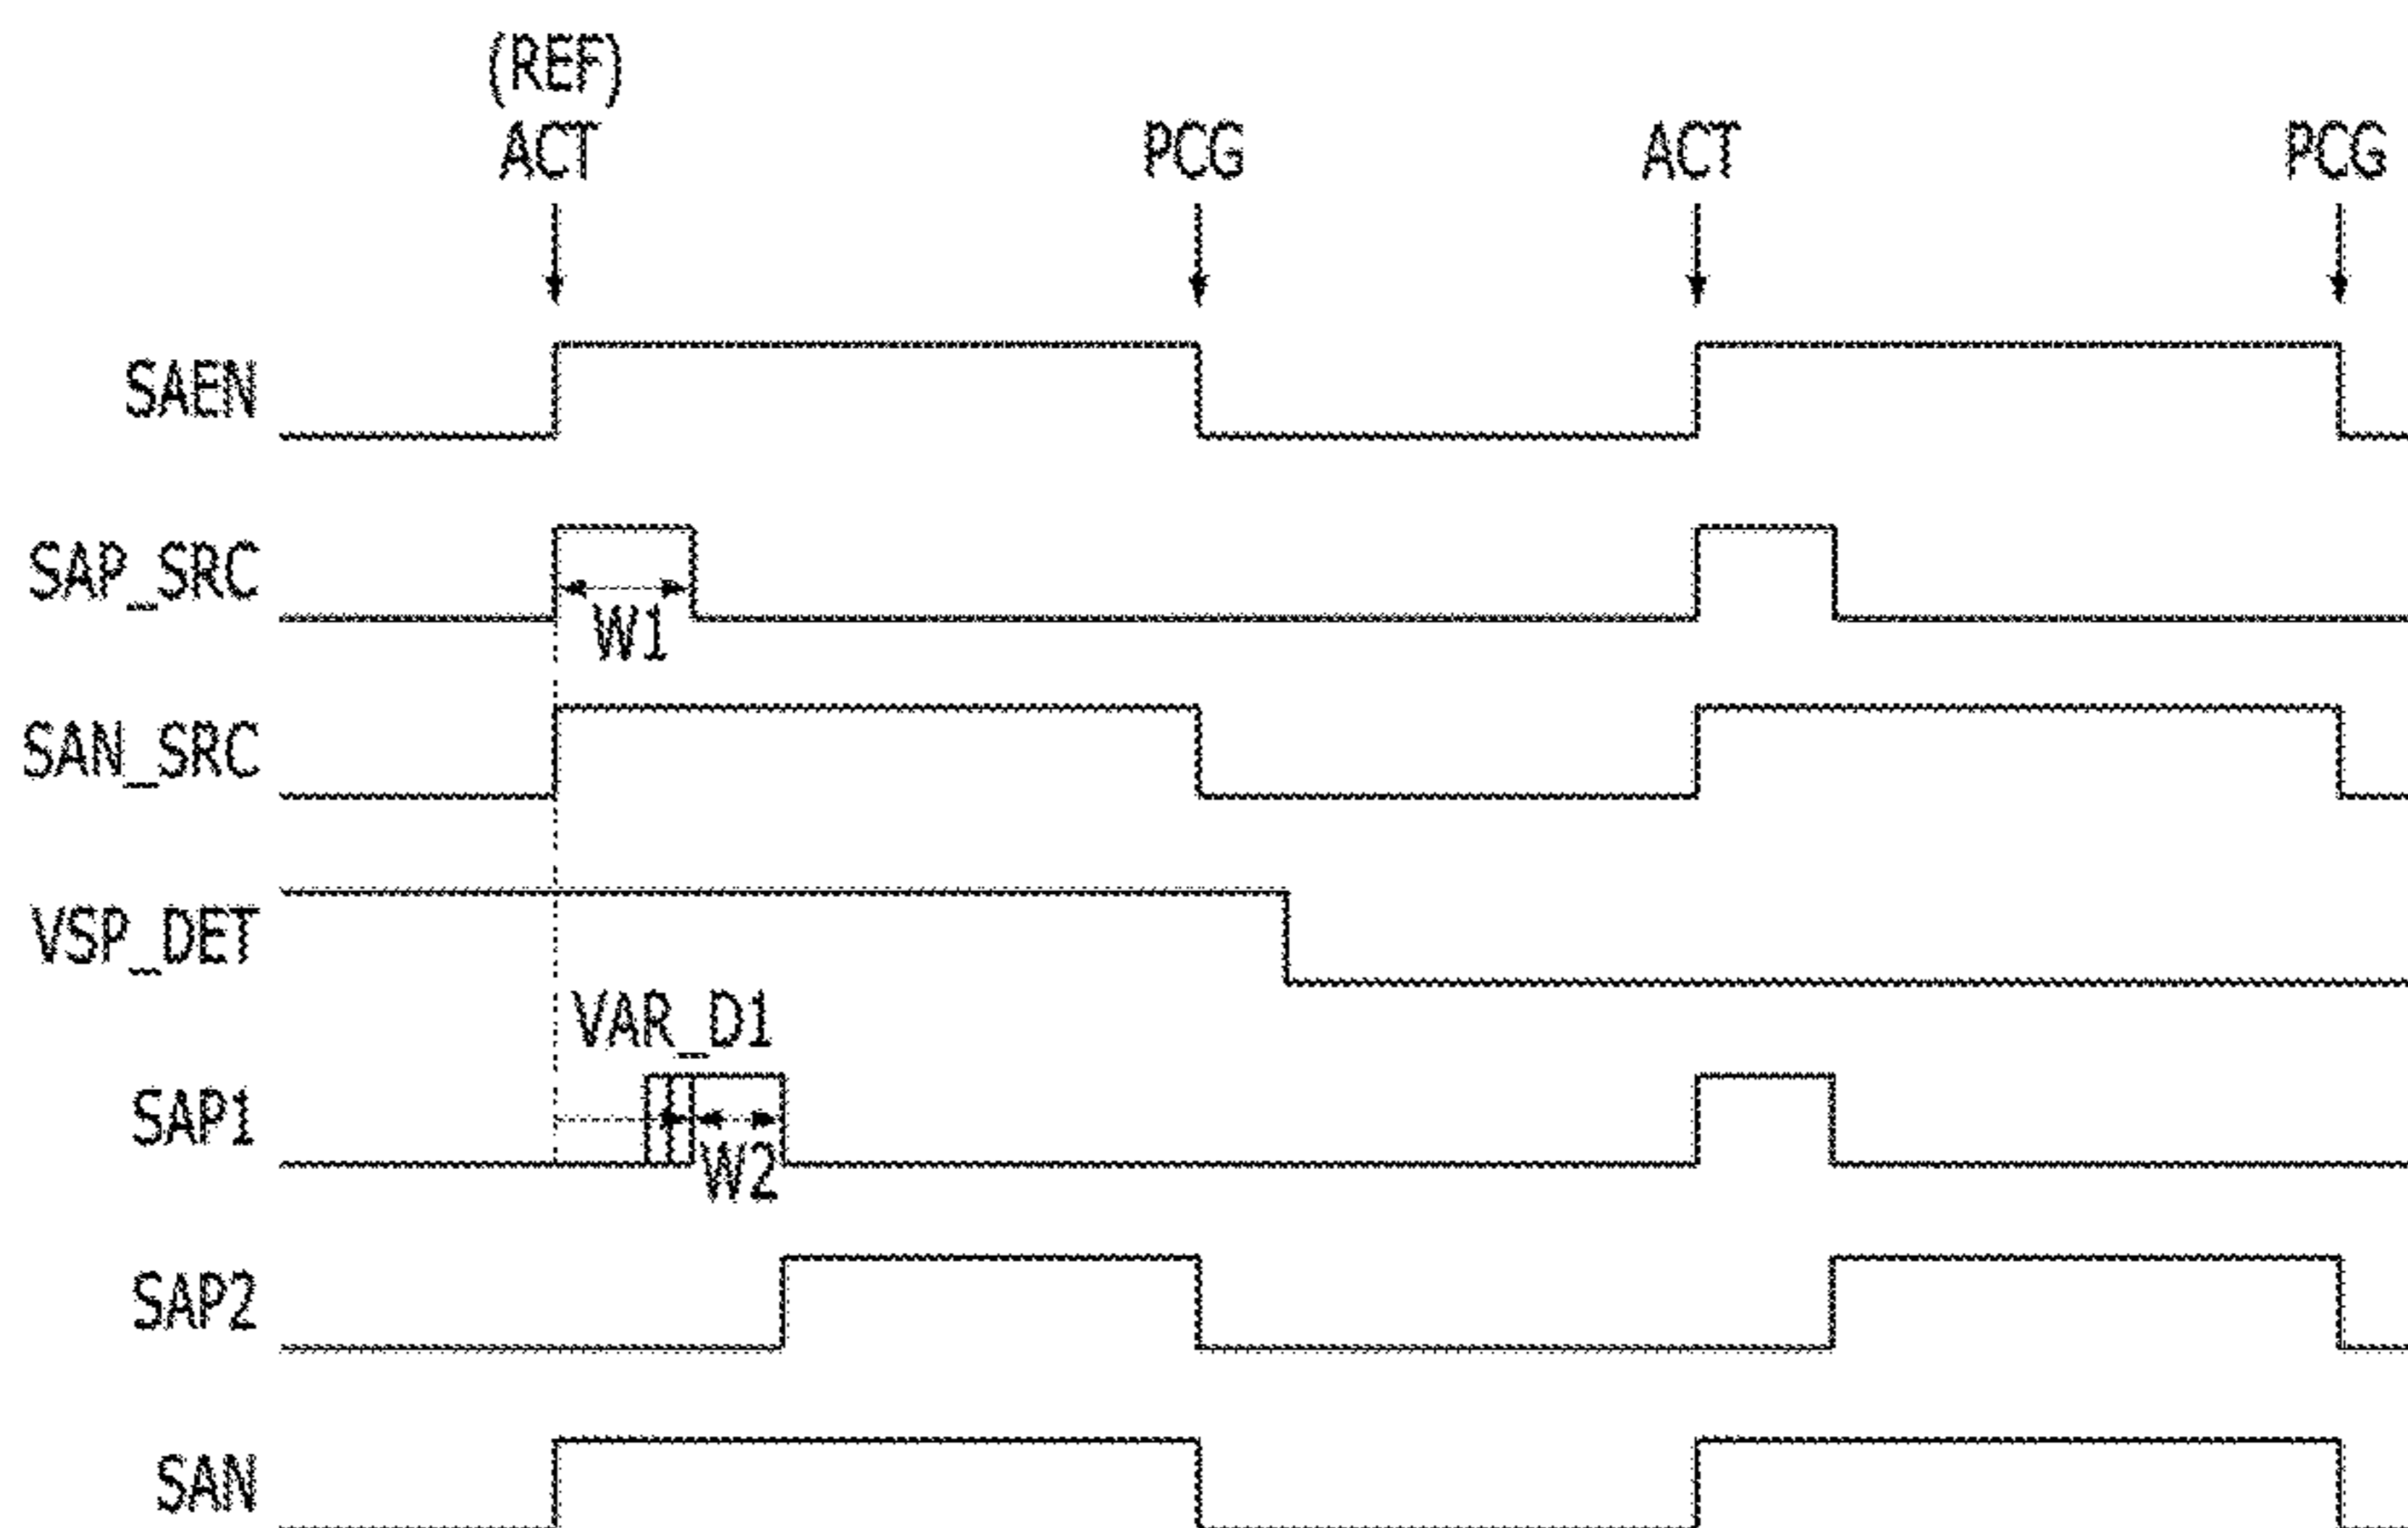 (REF)
ACT PCG ACT PCG
SAEN
SAP_SRC
W1
SAN_SRC
VSP_DET
VAR_D1
SAP1
W2
SAP2
SAN